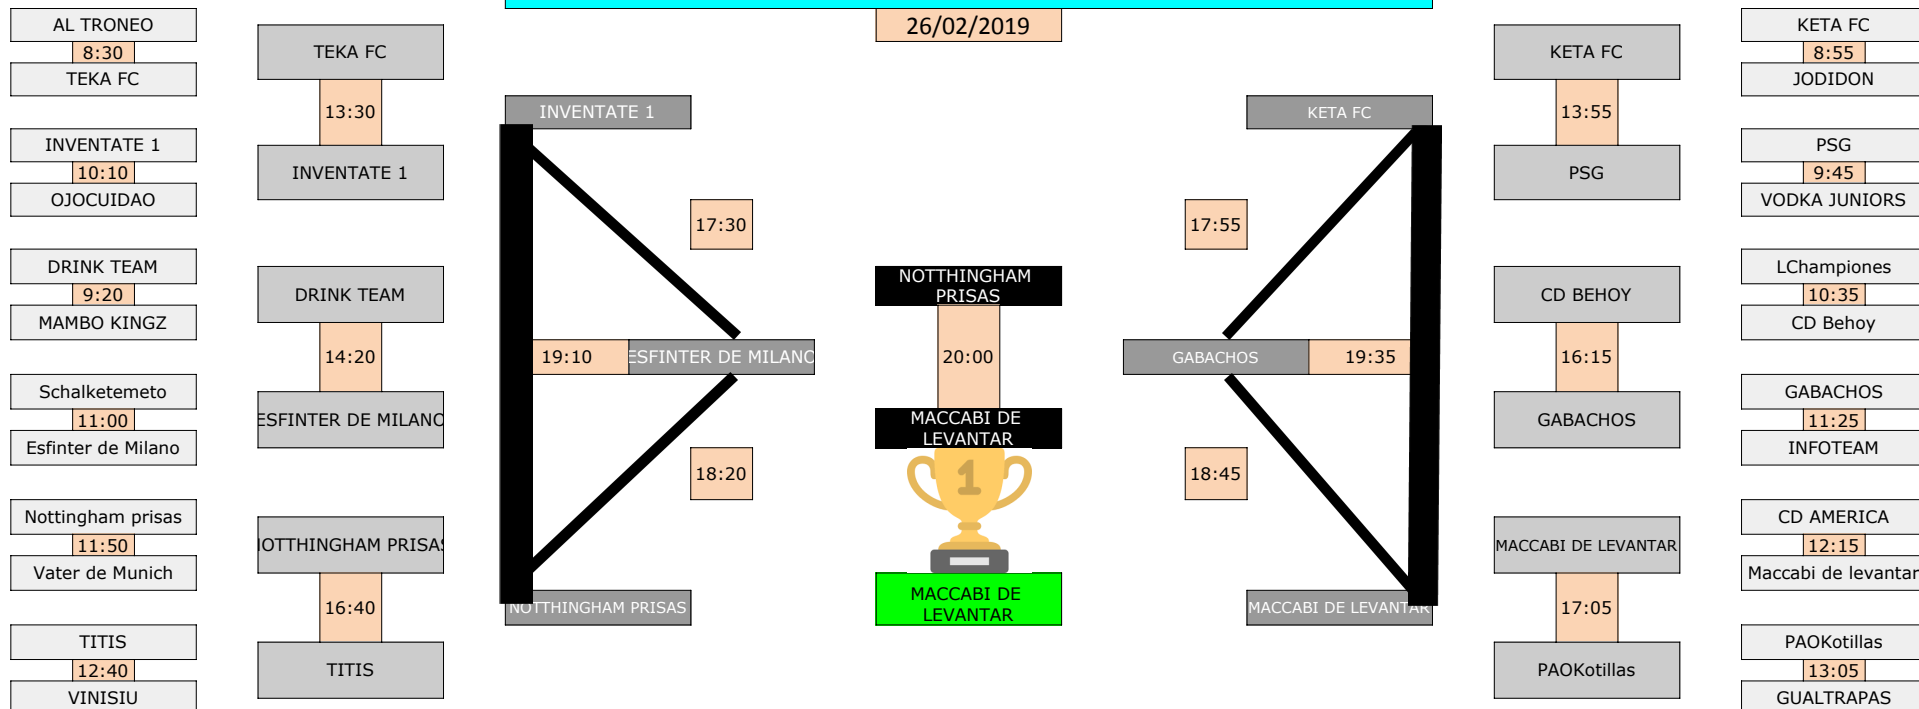 26/02/2019
AL TRONEO
8:30
TEKA FC
INVENTATE 1
10:10
OJOCUIDAO
DRINK TEAM
9:20
MAMBO KINGZ
Schalketemeto
11:00
Esfinter de Milano
Nottingham prisas
11:50
Vater de Munich
TITIS
12:40
VINISIU
TEKA FC
13:30
INVENTATE 1
DRINK TEAM
14:20
ESFINTER DE MILANO
NOTTHINGHAM PRISAS
16:40
TITIS
INVENTATE 1
17:30
19:10
ESFINTER DE MILANO
18:20
NOTTHINGHAM PRISAS
NOTTHINGHAM
PRISAS
20:00
MACCABI DE
LEVANTAR
1
MACCABI DE
LEVANTAR
KETA FC
17:55
GABACHOS
19:35
18:45
MACCABI DE LEVANTAR
KETA FC
13:55
PSG
CD BEHOY
16:15
GABACHOS
MACCABI DE LEVANTAR
17:05
PAOKotillas
KETA FC
8:55
JODIDON
PSG
9:45
VODKA JUNIORS
LChampiones
10:35
CD Behoy
GABACHOS
11:25
INFOTEAM
CD AMERICA
12:15
Maccabi de levantar
PAOKotillas
13:05
GUALTRAPAS